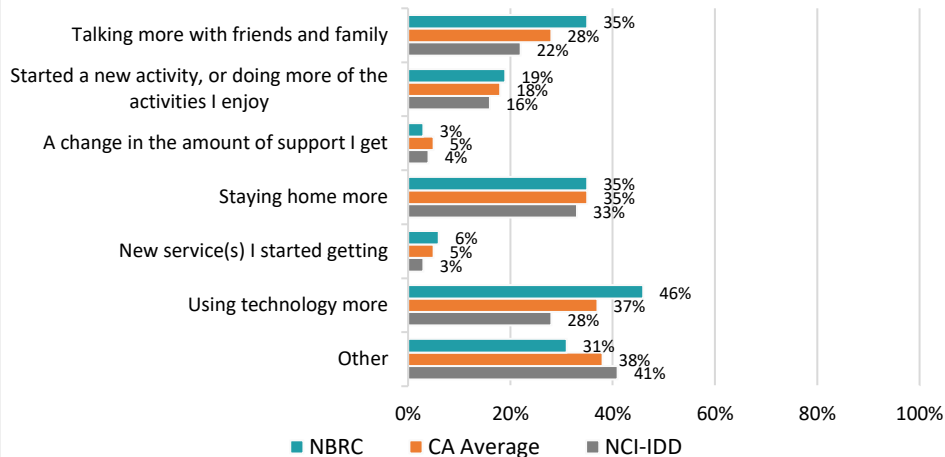 Talking more with friends and family
35%
28%
22%
Started a new activity, or doing more of the
activities I enjoy
19%
18%
16%
A change in the amount of support I get
3%
5%
4%
Staying home more
35%
35%
33%
New service(s) I started getting
6%
5%
3%
Using technology more
46%
37%
28%
Other
31%
38%
41%
0% 20% 40% 60% 80% 100%
NBRC CA Average NCI-IDD